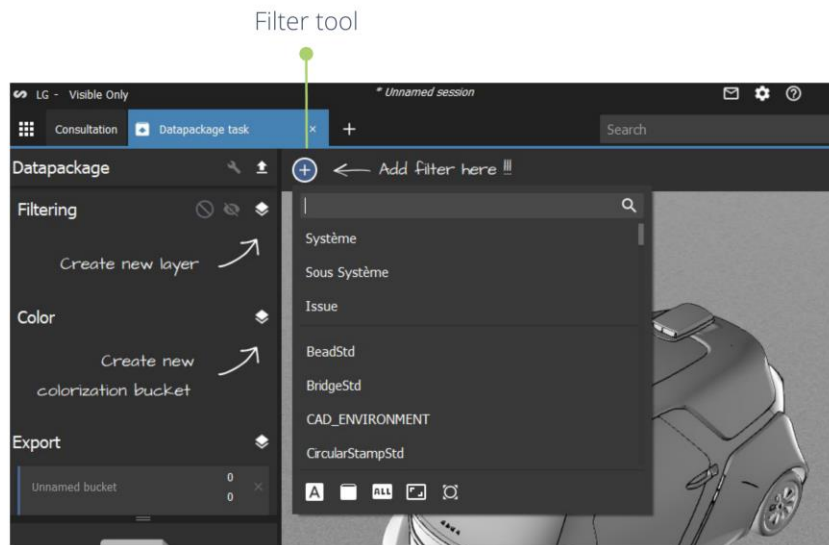 Filter tool
LG - Visible Only
* Unnamed session
Consultation
Datapackage task
Search
Datapackage
Add filter here !!!
Filtering
Create new layer
Système
Sous Système
Issue
Color
Create new
colorization bucket
BeadStd
BridgeStd
CAD_ENVIRONMENT
CircularStampStd
Export
Unnamed bucket
0
0
A
ALL